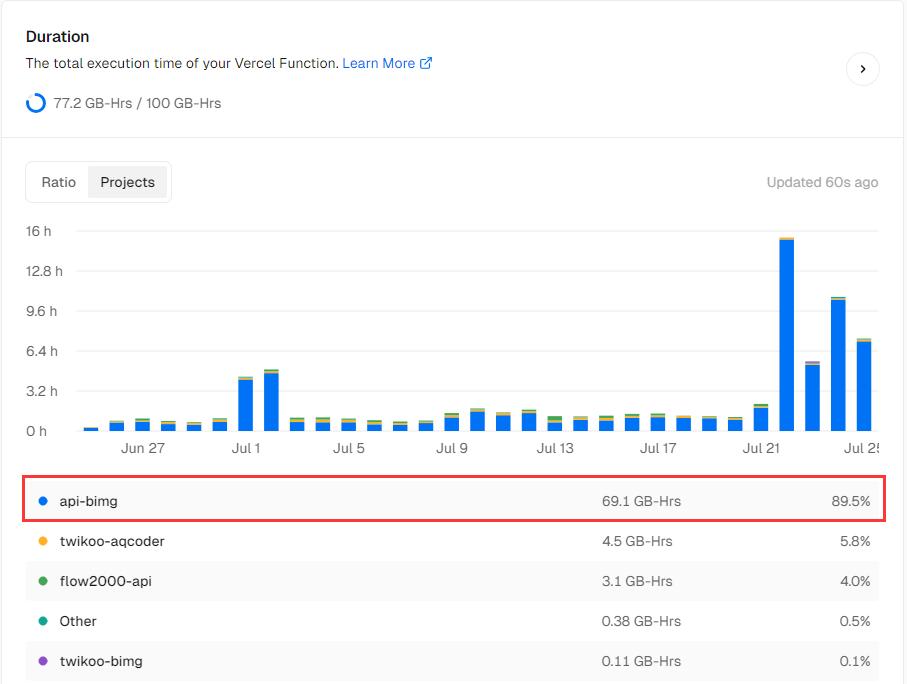 Duration
The total execution time of your Vercel Function. Learn More
77.2 GB-Hrs / 100 GB-Hrs
Ratio Projects Updated 60s ago
16 h
12.8 h
9.6 h
6.4 h
3.2 h
0 h
Jun 27 Jul 1 Jul 5 Jul 9 Jul 13 Jul 17 Jul 21 Jul 25
api-bimg 69.1 GB-Hrs 89.5%
twikoo-aqcoder 4.5 GB-Hrs 5.8%
flow2000-api 3.1 GB-Hrs 4.0%
Other 0.38 GB-Hrs 0.5%
twikoo-bimg 0.11 GB-Hrs 0.1%